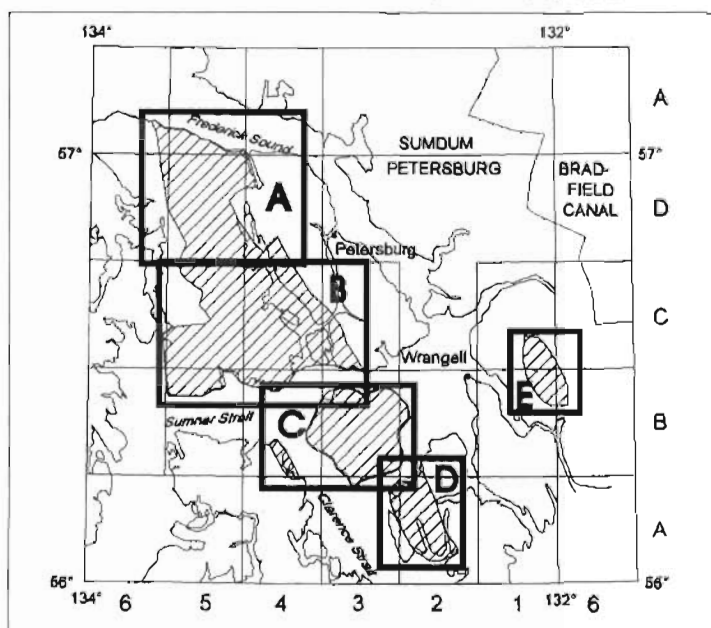 134° 132°
A
Frederick Sound
57° SUMDUM 57°
PETERSBURG BRAD-
FIELD
CANAL
A D
Petersburg
B
C
Wrangell
E
Sumner Strait C B
D
Clarence Strait A
56° 56°
134° 6 5 4 3 2 1 132° 6